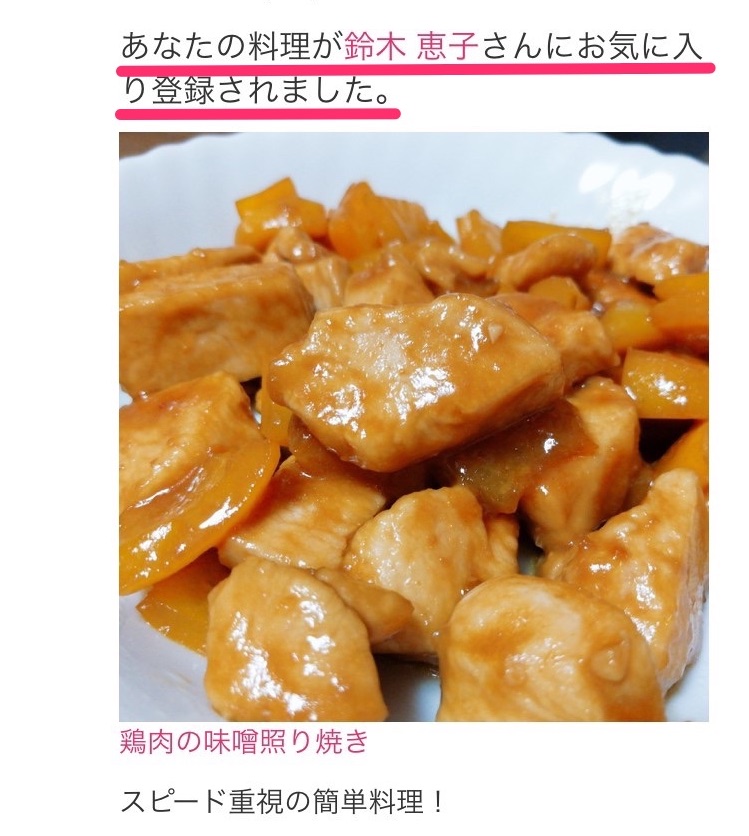 あなたの料理が鈴木 恵子さんにお気に入
り登録されました。
鶏肉の味噌照り焼き
スピード重視の簡単料理！